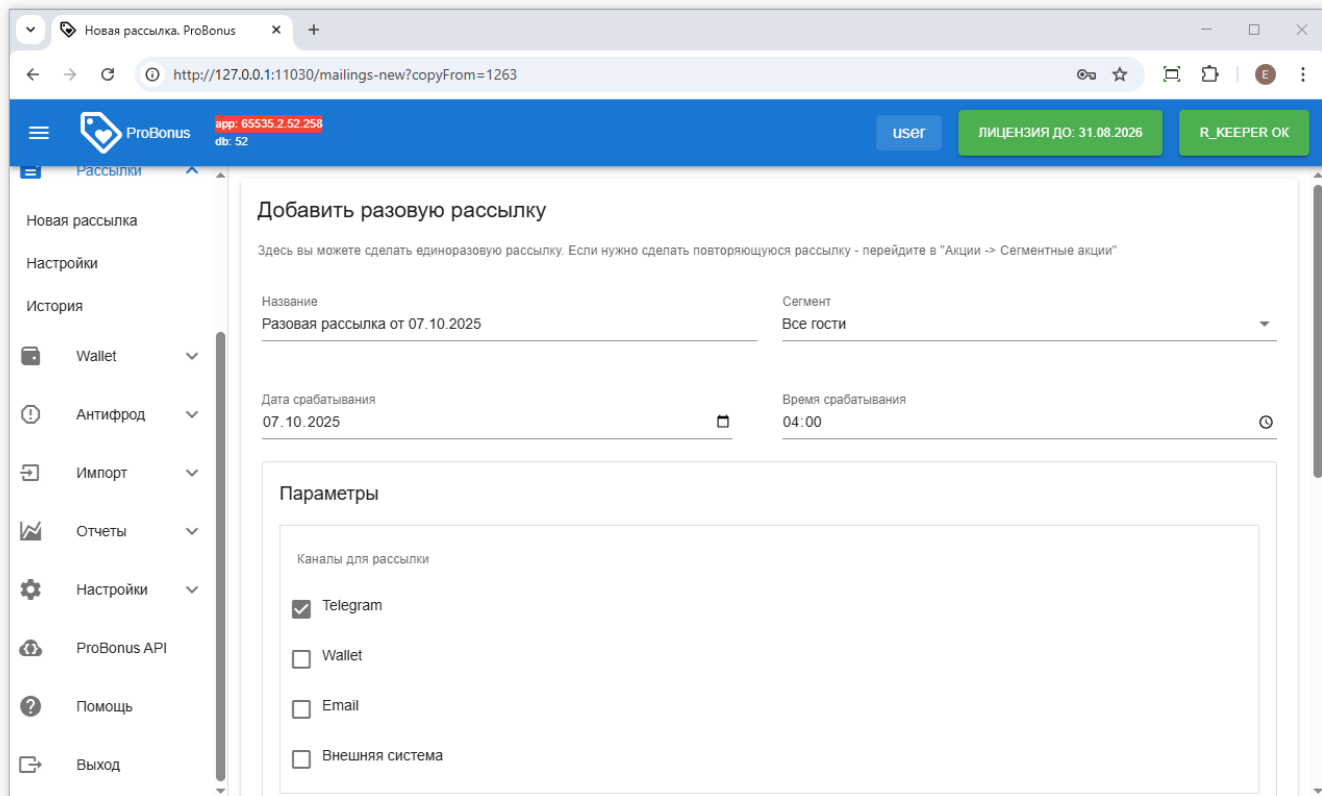 Новая рассылка. ProBonus
http://127.0.0.1:11030/mailings-new?copyFrom=1263
E
ProBonus
app: 65535.2.52.258
db: 52
user
ЛИЦЕНЗИЯ ДО: 31.08.2026
R_KEEPER OK
Рассылки
Новая рассылка
Настройки
История
Wallet
Антифрод
Импорт
Отчеты
Настройки
ProBonus API
Помощь
Выход
Добавить разовую рассылку
Здесь вы можете сделать единоразовую рассылку. Если нужно сделать повторяющуюся рассылку - перейдите в "Акции -> Сегментные акции"
Название
Разовая рассылка от 07.10.2025
Сегмент
Все гости
Дата срабатывания
07.10.2025
Время срабатывания
04:00
Параметры
Каналы для рассылки
Telegram
Wallet
Email
Внешняя система